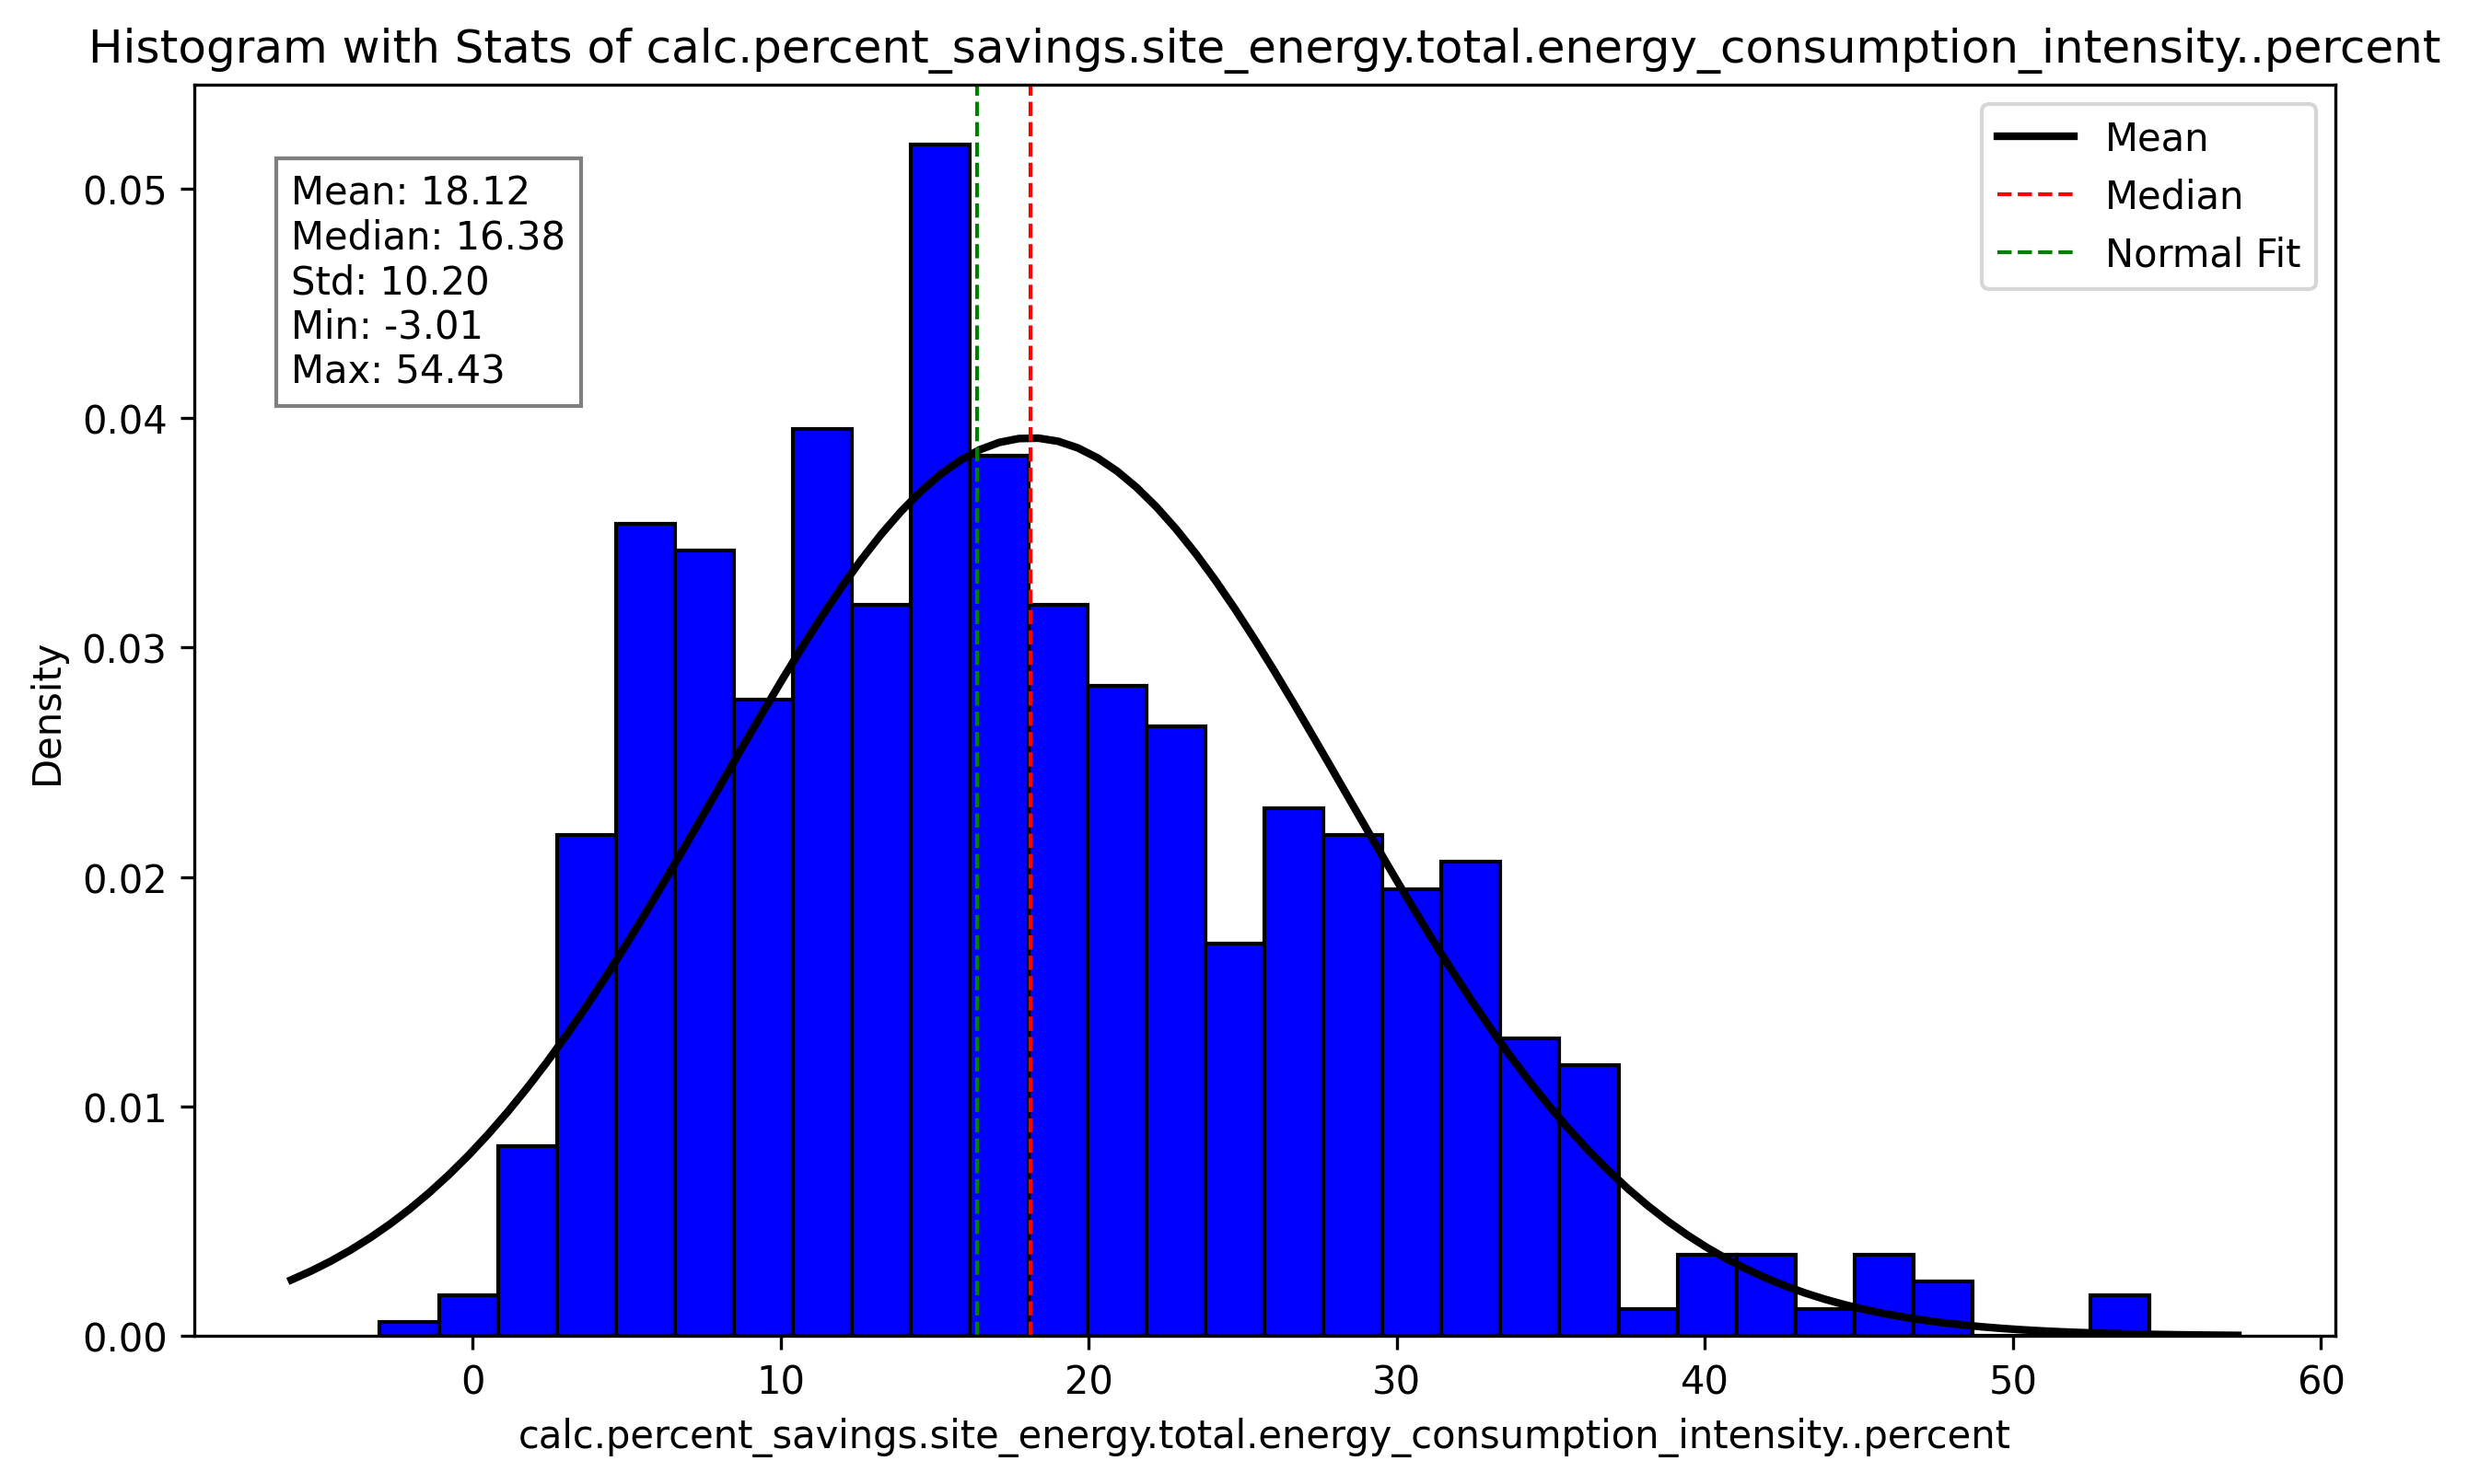 Histogram with Stats of calc.percent_savings.site_energy.total.energy_consumption_intensity..percent
Mean: 18.12
Median: 16.38
Std: 10.20
Min: -3.01
Max: 54.43
Mean
Median
Normal Fit
Density
0.05
0.04
0.03
0.02
0.01
0.00
0 10 20 30 40 50 60
calc.percent_savings.site_energy.total.energy_consumption_intensity..percent